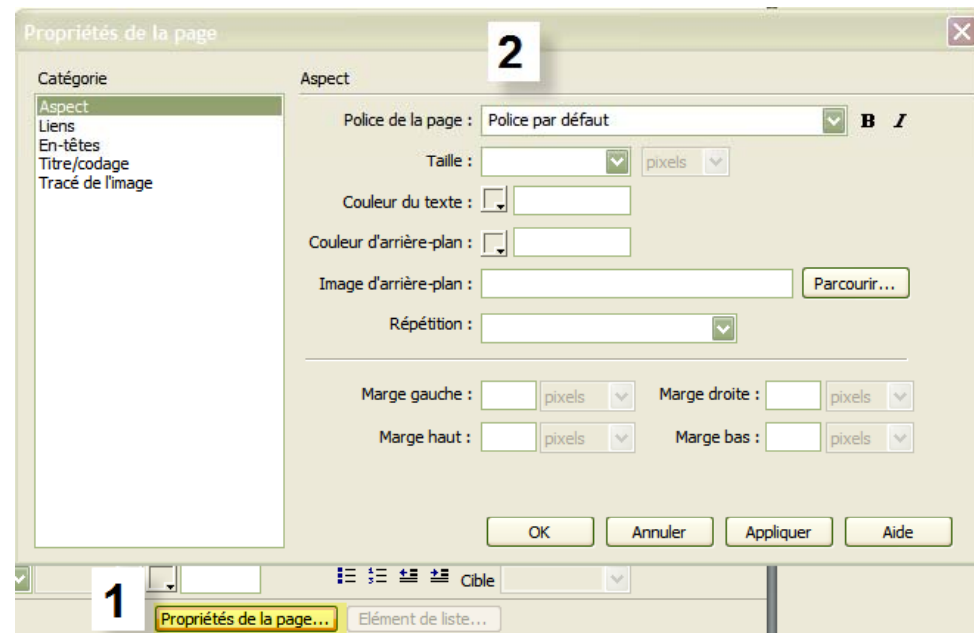 Propriétés de la page
2
Catégorie
Aspect
Liens
En-têtes
Titre/codage
Tracé de l'image
Aspect
Police de la page : Police par défaut B I
Taille : pixels
Couleur du texte :
Couleur d'arrière-plan :
Image d'arrière-plan : Parcourir...
Répétition :
Marge gauche : pixels Marge droite : pixels
Marge haut : pixels Marge bas : pixels
OK Annuler Appliquer Aide
Cible
1
Propriétés de la page... Elément de liste...